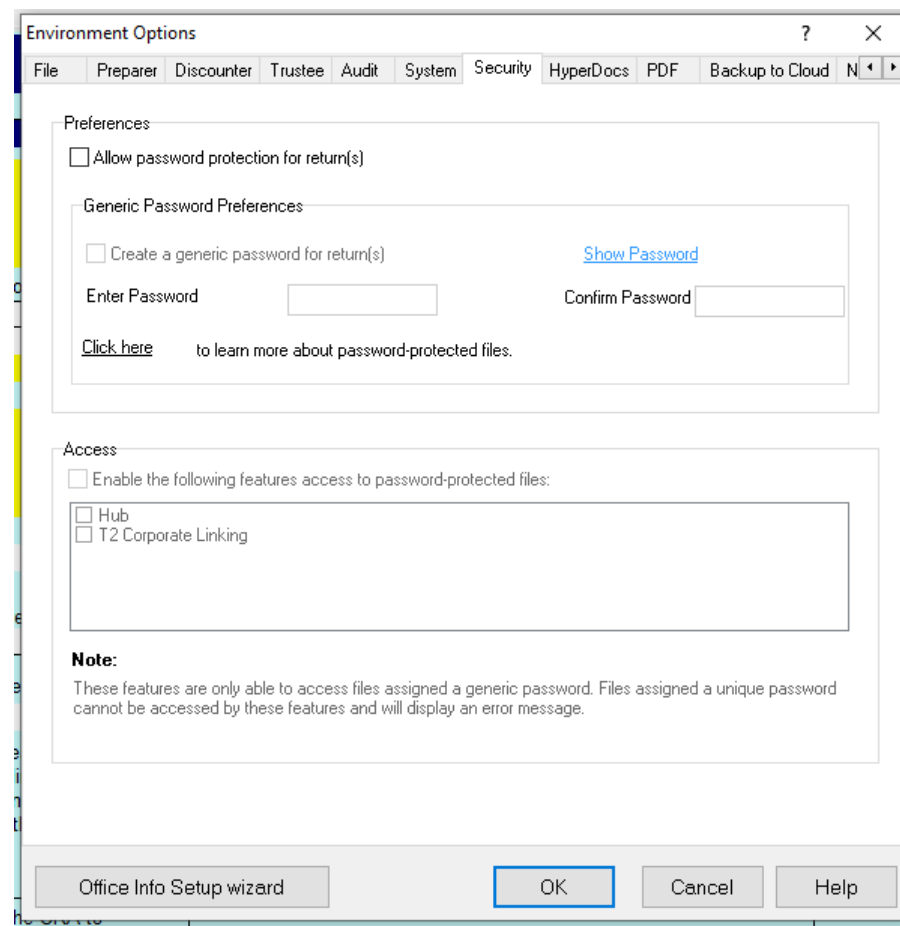 Environment Options ?
File Preparer Discounter Trustee Audit System Security HyperDocs PDF Backup to Cloud N
Preferences
Allow password protection for return(s)
Generic Password Preferences
Create a generic password for return(s) Show Password
Enter Password Confirm Password
Click here to learn more about password-protected files.
Access
Enable the following features access to password-protected files:
Hub
T2 Corporate Linking
Note:
These features are only able to access files assigned a generic password. Files assigned a unique password
cannot be accessed by these features and will display an error message.
Office Info Setup wizard OK Cancel Help